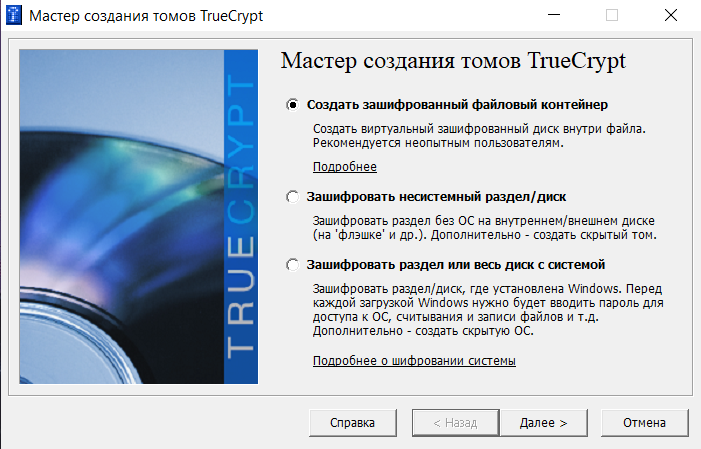 Мастер создания томов TrueCrypt
Мастер создания томов TrueCrypt
TRUECRYPT
Создать зашифрованный файловый контейнер
Создать виртуальный зашифрованный диск внутри файла.
Рекомендуется неопытным пользователям.
Подробнее
Зашифровать несистемный раздел/диск
Зашифровать раздел без ОС на внутреннем/внешнем диске
(на 'флэшке' и др.). Дополнительно - создать скрытый том.
Зашифровать раздел или весь диск с системой
Зашифровать раздел/диск, где установлена Windows. Перед
каждой загрузкой Windows нужно будет вводить пароль для
доступа к ОС, считывания и записи файлов и т.д.
Дополнительно - создать скрытую ОС.
Подробнее о шифровании системы
Справка
< Назад
Далее >
Отмена